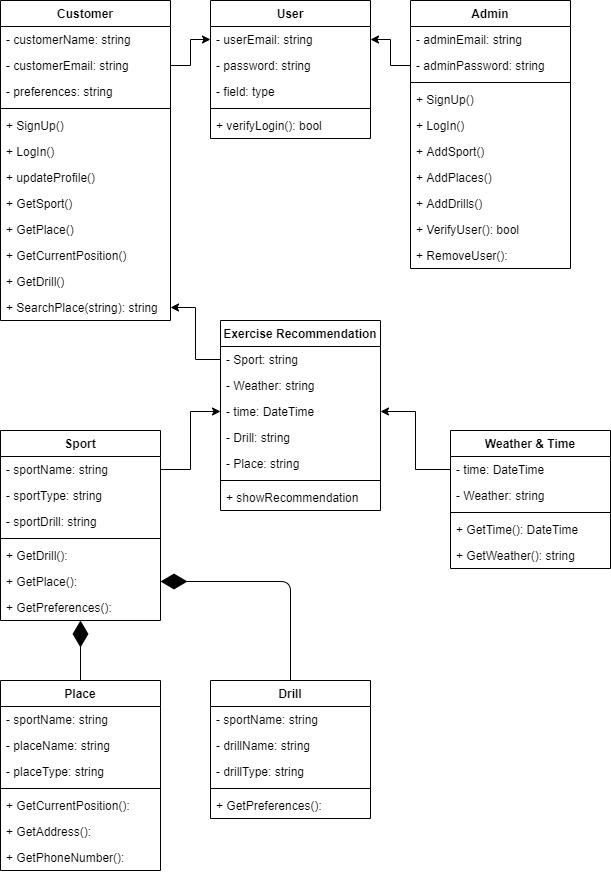 Customer
- customerName: string
- customerEmail: string
- preferences: string
+ SignUp()
+ LogIn()
+ updateProfile()
+ GetSport()
+ GetPlace()
+ GetCurrentPosition()
+ GetDrill()
+ SearchPlace(string): string
User
- userEmail: string
- password: string
- field: type
+ verifyLogin(): bool
Admin
- adminEmail: string
- adminPassword: string
+ SignUp()
+ LogIn()
+ AddSport()
+ AddPlaces()
+ AddDrills()
+ VerifyUser(): bool
+ RemoveUser():
Exercise Recommendation
- Sport: string
- Weather: string
- time: DateTime
- Drill: string
- Place: string
+ showRecommendation
Sport
- sportName: string
- sportType: string
- sportDrill: string
+ GetDrill():
+ GetPlace():
+ GetPreferences():
Weather & Time
- time: DateTime
- Weather: string
+ GetTime(): DateTime
+ GetWeather(): string
Place
- sportName: string
- placeName: string
- placeType: string
+ GetCurrentPosition():
+ GetAddress():
+ GetPhoneNumber():
Drill
- sportName: string
- drillName: string
- drillType: string
+ GetPreferences():